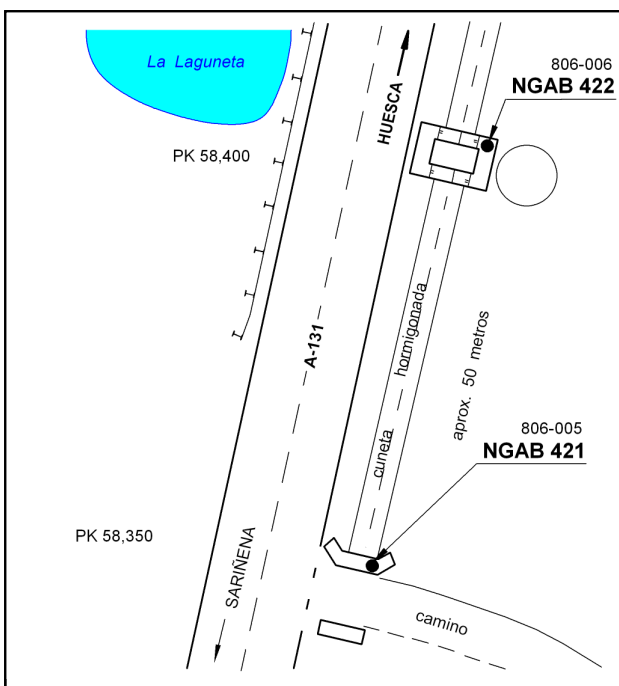 La Laguneta
806-006
NGAB 422
HUESCA
PK 58,400
hormigonada
A-131
aprox. 50 metros
806-005
NGAB 421
cuneta
PK 58,350
SARIÑENA
camino